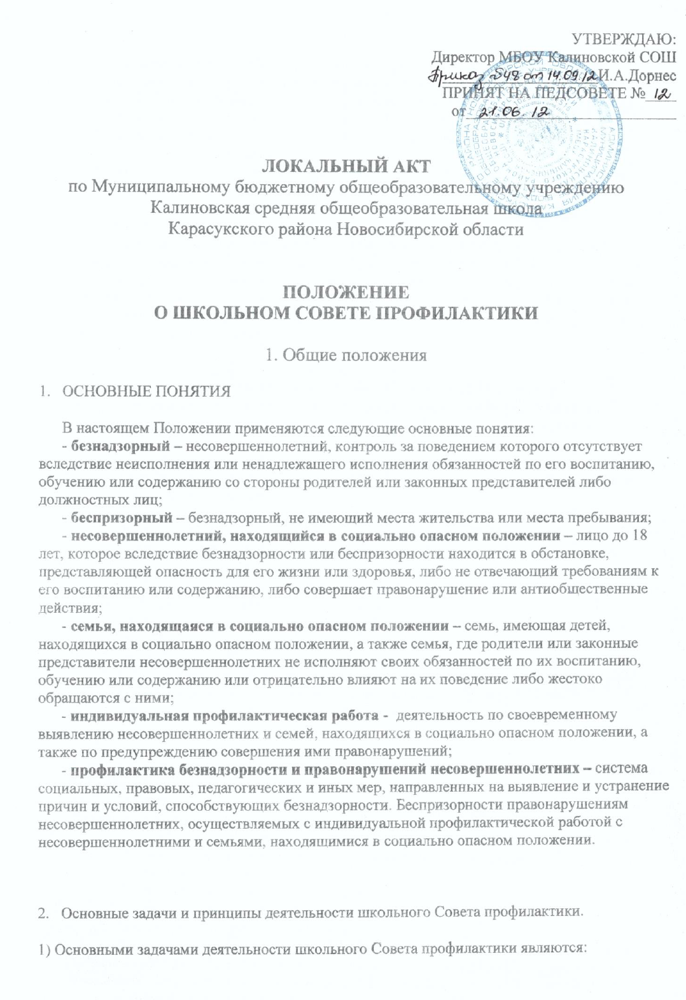 УТВЕРЖДАЮ:
Директор МБОУ Калиновской СОШ
Приказ 548 от 14.09.12 И.А.Дорнес
ПРИНЯТ НА ПЕДСОВЕТЕ № 12
от 21.06.12
ЛОКАЛЬНЫЙ АКТ
по Муниципальному бюджетному общеобразовательному учреждению
Калиновская средняя общеобразовательная школа
Карасукского района Новосибирской области
ПОЛОЖЕНИЕ
О ШКОЛЬНОМ СОВЕТЕ ПРОФИЛАКТИКИ
1. Общие положения
1. ОСНОВНЫЕ ПОНЯТИЯ
В настоящем Положении применяются следующие основные понятия:
- безнадзорный – несовершеннолетний, контроль за поведением которого отсутствует
вследствие неисполнения или ненадлежащего исполнения обязанностей по его воспитанию,
обучению или содержанию со стороны родителей или законных представителей либо
должностных лиц;
- беспризорный – безнадзорный, не имеющий места жительства или места пребывания;
- несовершеннолетний, находящийся в социально опасном положении – лицо до 18
лет, которое вследствие безнадзорности или беспризорности находится в обстановке,
представляющей опасность для его жизни или здоровья, либо не отвечающий требованиям к
его воспитанию или содержанию, либо совершает правонарушение или антиобщественные
действия;
- семья, находящаяся в социально опасном положении – семь, имеющая детей,
находящихся в социально опасном положении, а также семья, где родители или законные
представители несовершеннолетних не исполняют своих обязанностей по их воспитанию,
обучению или содержанию или отрицательно влияют на их поведение либо жестоко
обращаются с ними;
- индивидуальная профилактическая работа - деятельность по своевременному
выявлению несовершеннолетних и семей, находящихся в социально опасном положении, а
также по предупреждению совершения ими правонарушений;
- профилактика безнадзорности и правонарушений несовершеннолетних – система
социальных, правовых, педагогических и иных мер, направленных на выявление и устранение
причин и условий, способствующих безнадзорности. Беспризорности правонарушениям
несовершеннолетних, осуществляемых с индивидуальной профилактической работой с
несовершеннолетними и семьями, находящимися в социально опасном положении.
2. Основные задачи и принципы деятельности школьного Совета профилактики.
1) Основными задачами деятельности школьного Совета профилактики являются: